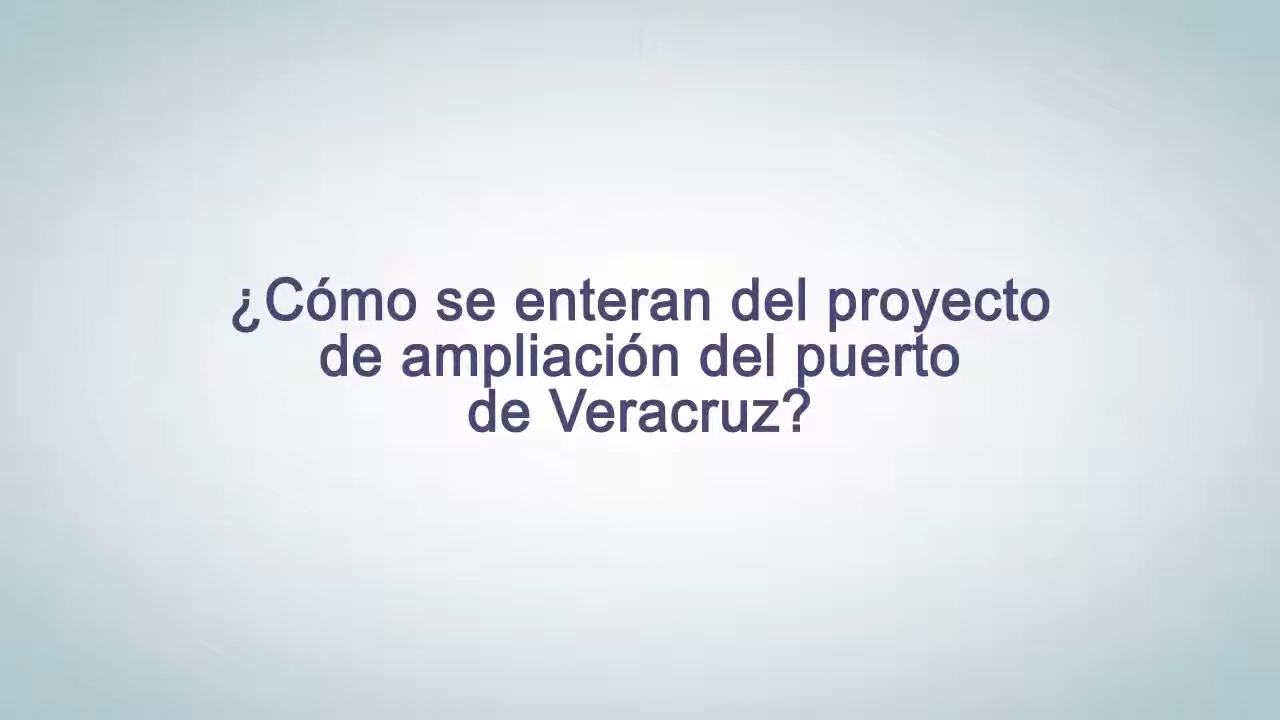 ¿Cómo se enteran del proyecto
de ampliación del puerto
de Veracruz?